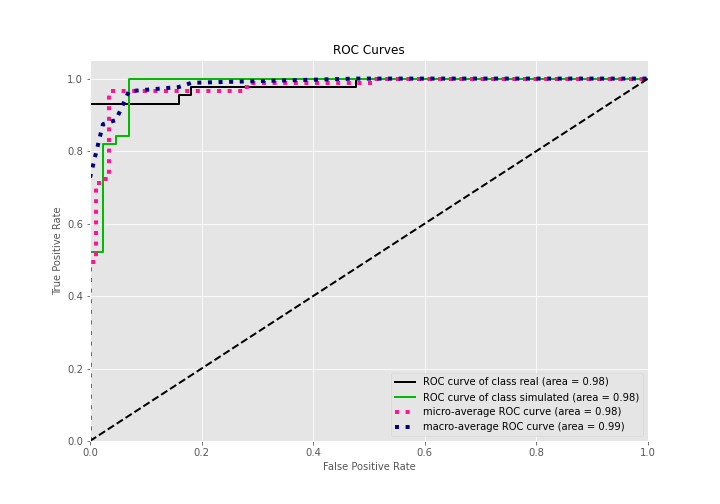 ROC Curves
1.0
0.8
0.6
0.4
0.2
0.0
True Positive Rate
0.0 0.2 0.4 0.6 0.8 1.0
False Positive Rate
ROC curve of class real (area = 0.98)
ROC curve of class simulated (area = 0.98)
micro-average ROC curve (area = 0.98)
macro-average ROC curve (area = 0.99)